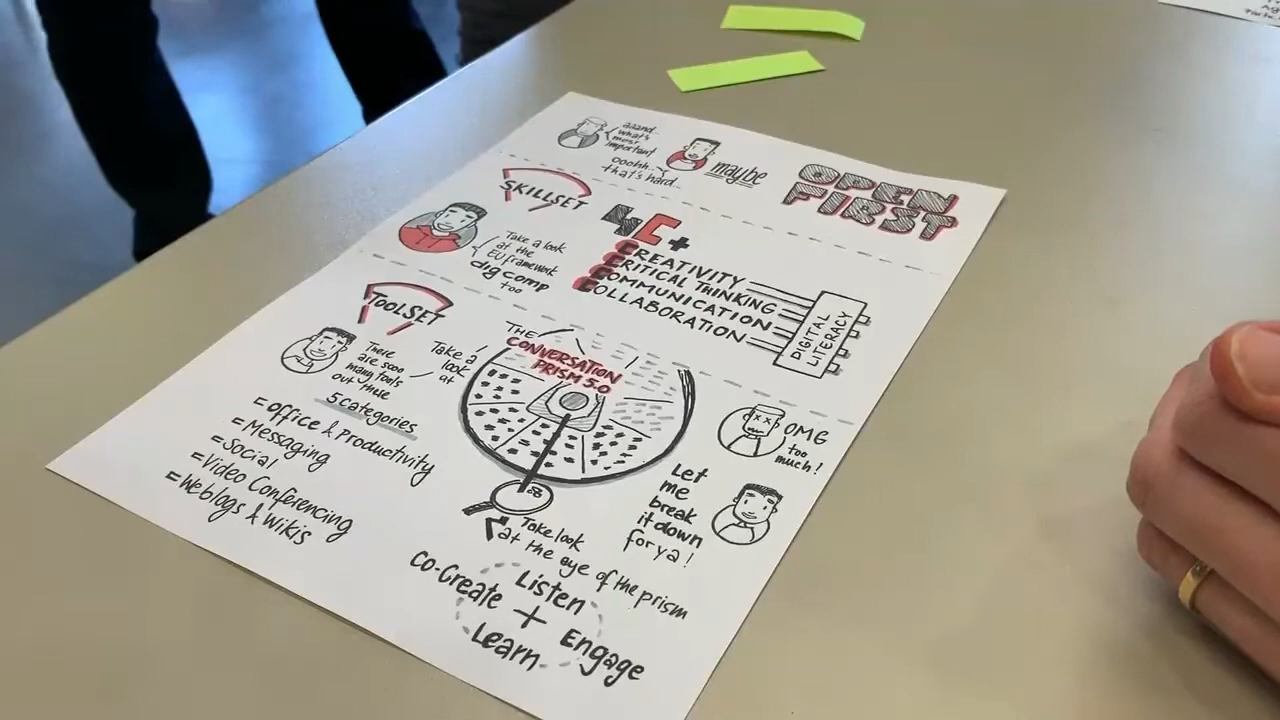 aaand..
what's
most
important
oooh..
that's hard..
maybe
OPEN
FIRST
SKILLSET
Take a look
at the
EU framework
digcomp
too
4C+
CREATIVITY
CRITICAL THINKING
COMMUNICATION
COLLABORATION
DIGITAL
LITERACY
TOOLSET
There
are sooo
many tools
out there
Take a
look
at
THE
CONVERSATION
PRISM 5.0
5 categories
= Office & Productivity
= Messaging
= Social
= Video Conferencing
= Weblogs & Wikis
OMG
too
much!
Let
me
break
it down
for ya!
Take look
at the eye of the prism
Co-Create
Listen
+
Learn
Engage